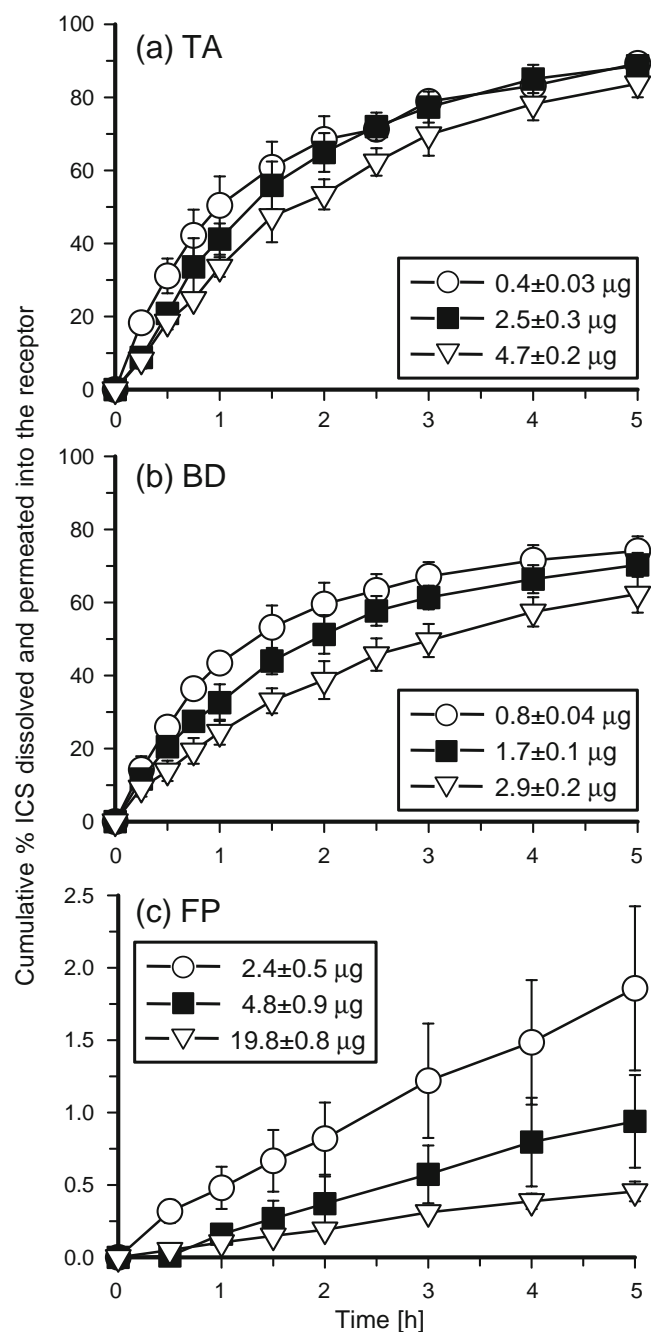 Cumulative % ICS dissolved and permeated into the receptor
(a) TA
100
80
60
40
20
0
0.4±0.03 µg
2.5±0.3 µg
4.7±0.2 µg
0 1 2 3 4 5
(b) BD
100
80
60
40
20
0
0.8±0.04 µg
1.7±0.1 µg
2.9±0.2 µg
0 1 2 3 4 5
(c) FP
2.5
2.0
1.5
1.0
0.5
0.0
2.4±0.5 µg
4.8±0.9 µg
19.8±0.8 µg
0 1 2 3 4 5
Time [h]